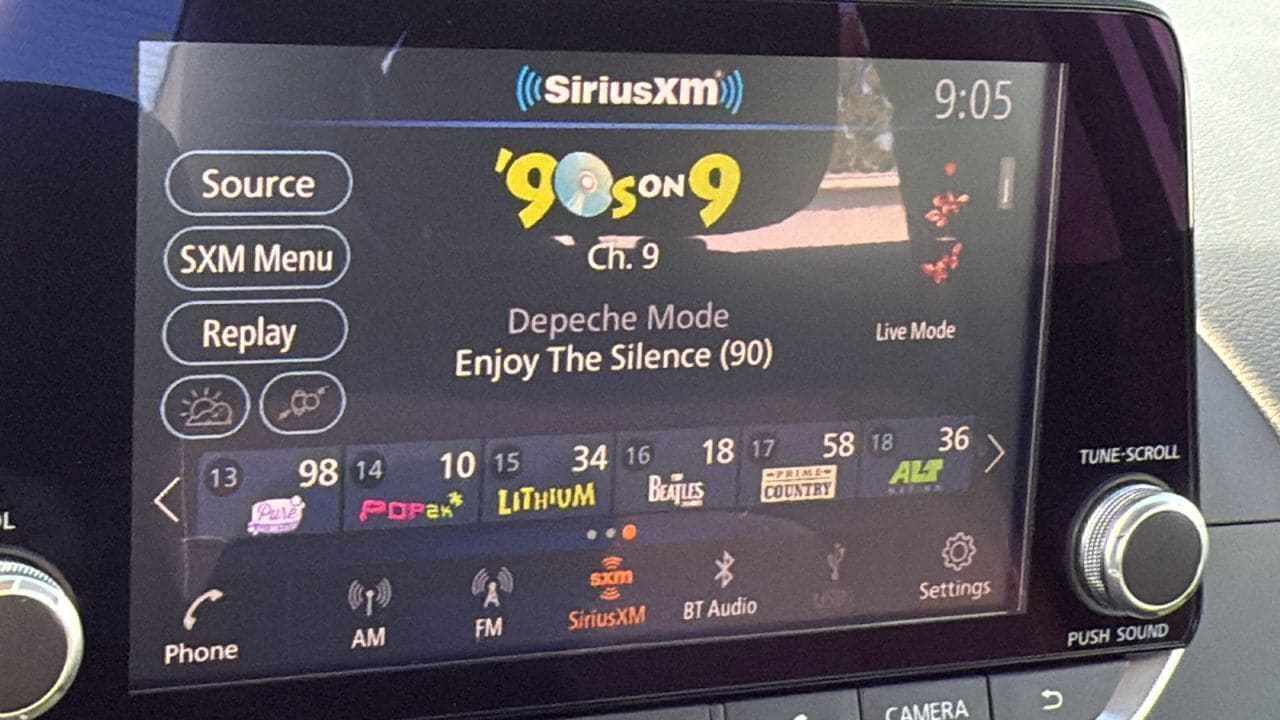 SiriusXM
9:05
Source
'90s ON 9
SXM Menu
Ch. 9
Replay
Depeche Mode
Enjoy The Silence (90)
Live Mode
13 98 14 10 15 34 16 18 17 58 18 36
Pure
POP2K
LITHIUM
BEATLES
PRIME
COUNTRY
ALT
TUNE·SCROLL
sxm
Phone
AM
FM
SiriusXM
BT Audio
USB
Settings
PUSH SOUND
CAMERA